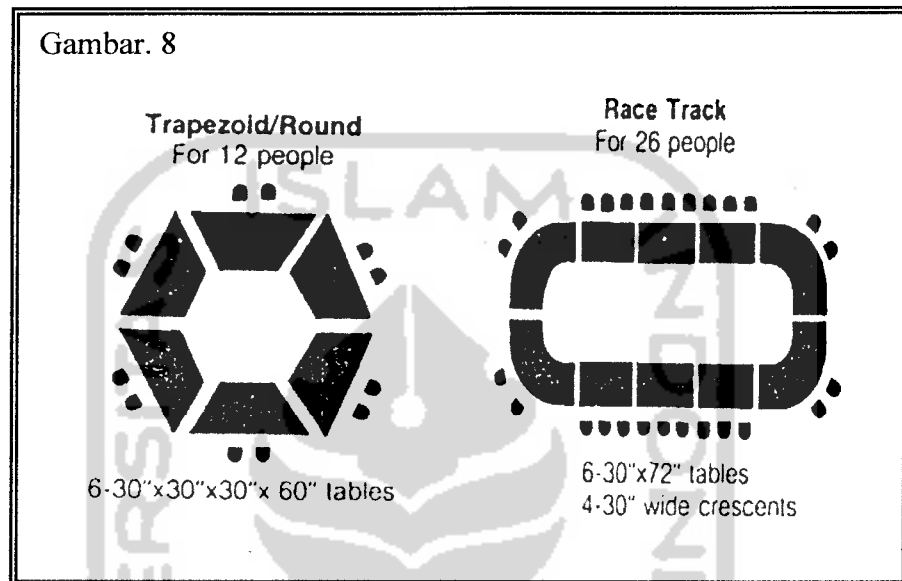 Gambar. 8
Trapezoid/Round
For 12 people
6-30"x30"x30"x 60" tables
Race Track
For 26 people
6-30"x72" tables
4-30" wide crescents
ISLAM